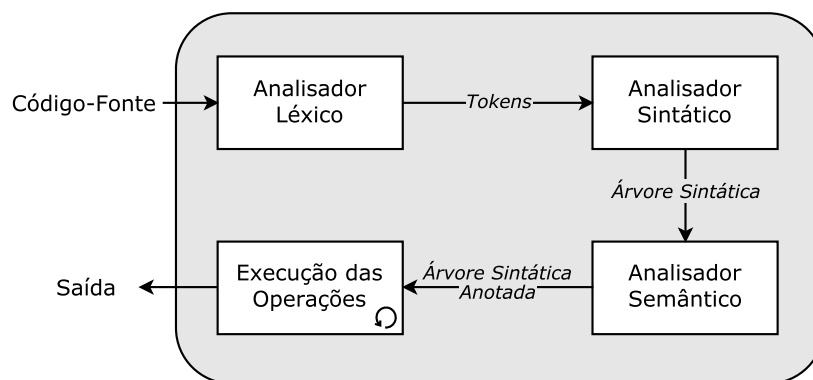 Código-Fonte
Analisador
Léxico
Tokens
Analisador
Sintático
Árvore Sintática
Analisador
Semântico
Árvore Sintática
Anotada
Execução das
Operações
Saída